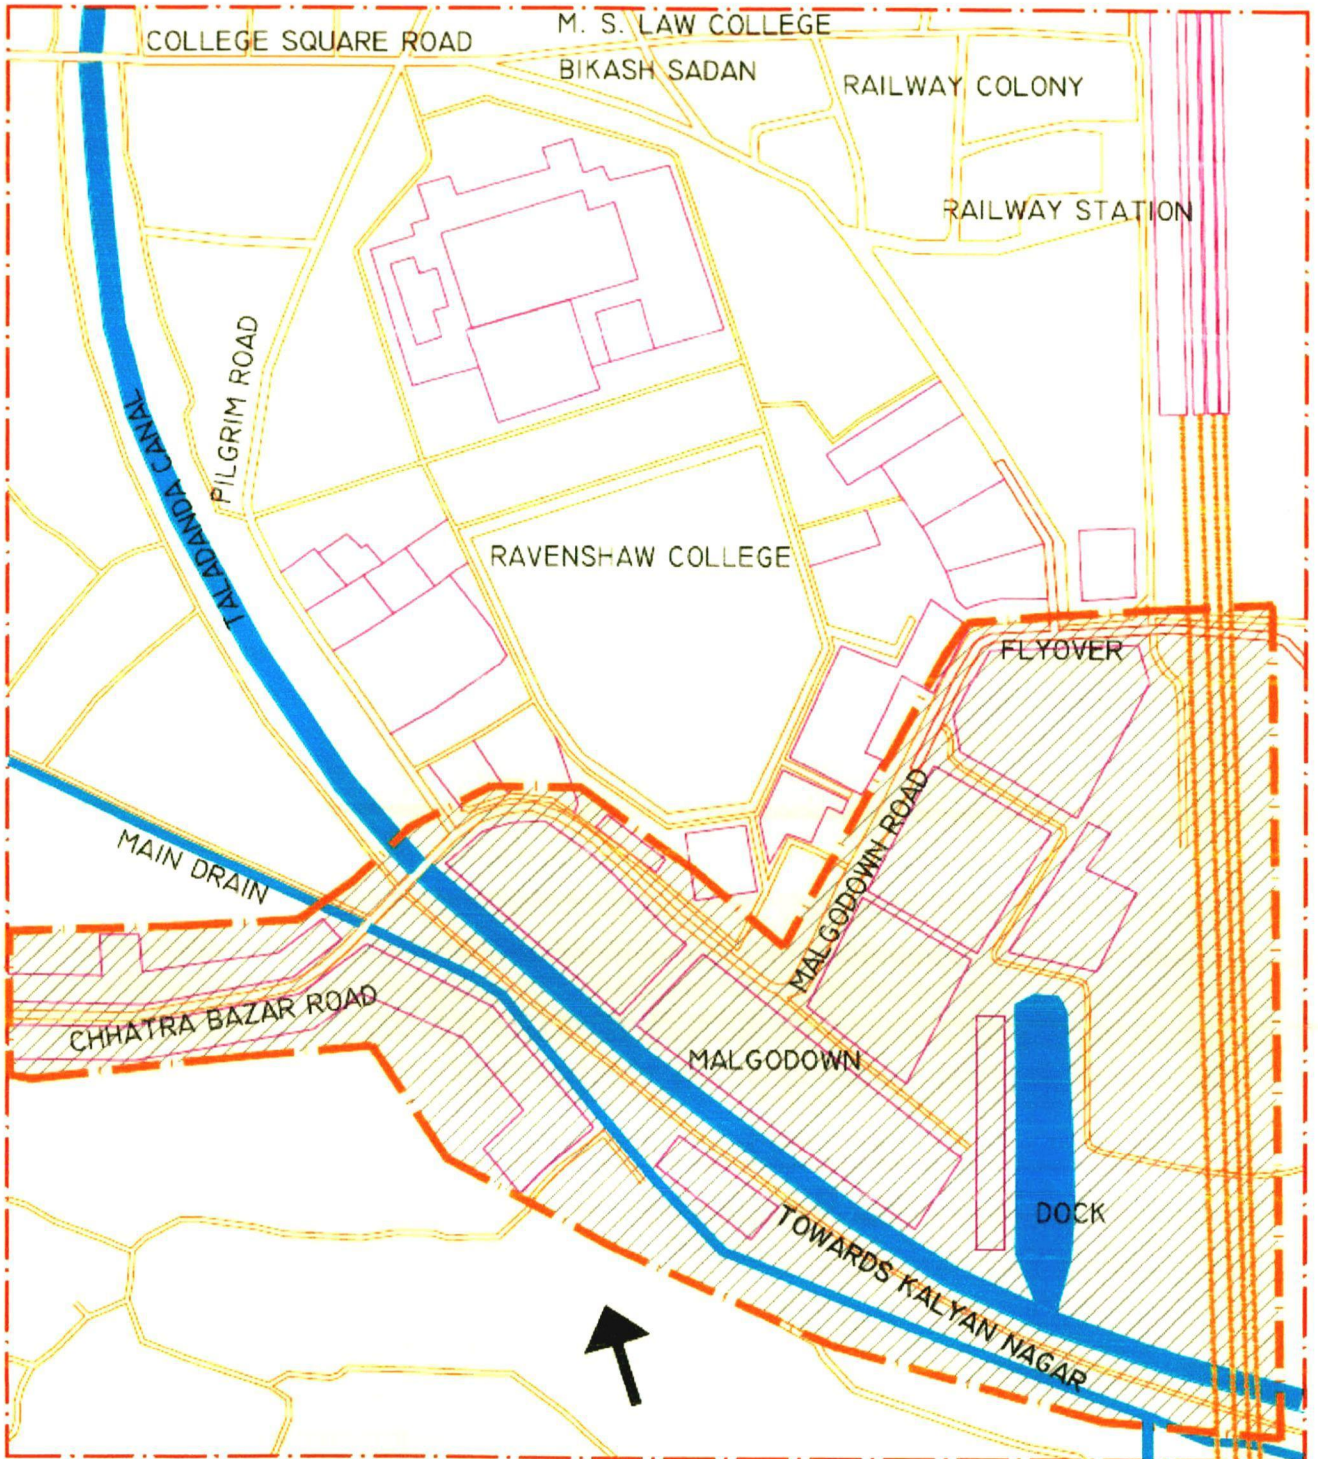 M. S. LAW COLLEGE
COLLEGE SQUARE ROAD
BIKASH SADAN
RAILWAY COLONY
RAILWAY STATION
PILGRIM ROAD
TALADANDA CANAL
RAVENSHAW COLLEGE
FLYOVER
MALGODOWN ROAD
MAIN DRAIN
CHHATRA BAZAR ROAD
MALGODOWN
DOCK
TOWARDS KALYAN NAGAR